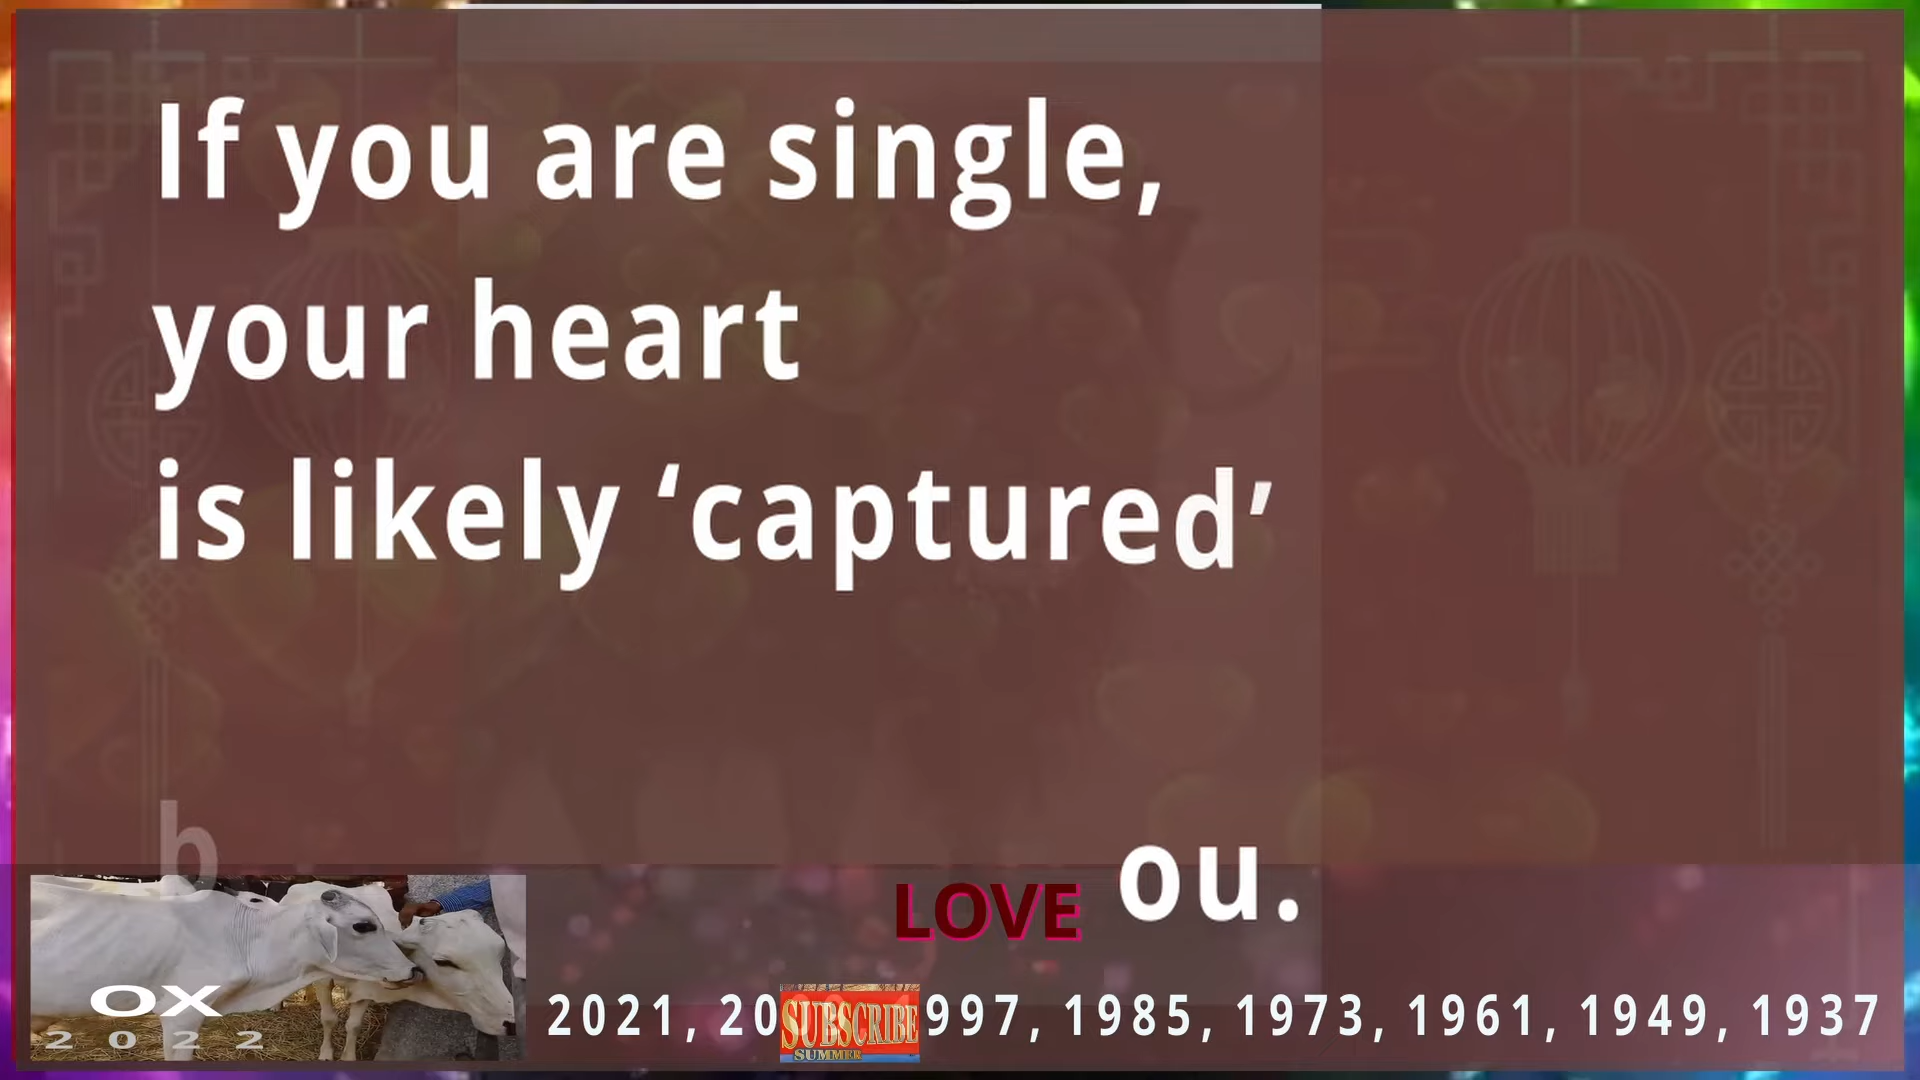 If you are single,
your heart
is likely ‘captured’
b
ou.
LOVE
OX
2022
2021, 20 997, 1985, 1973, 1961, 1949, 1937
SUBSCRIBE
SUMMER